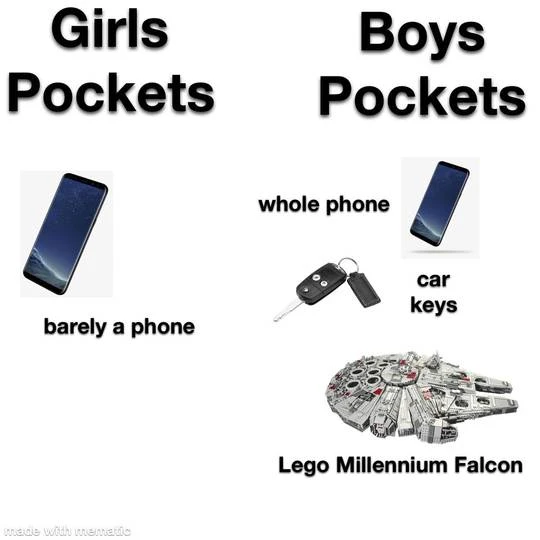 Girls
Pockets
barely a phone
Boys
Pockets
whole phone
car
keys
Lego Millennium Falcon
made with mematic